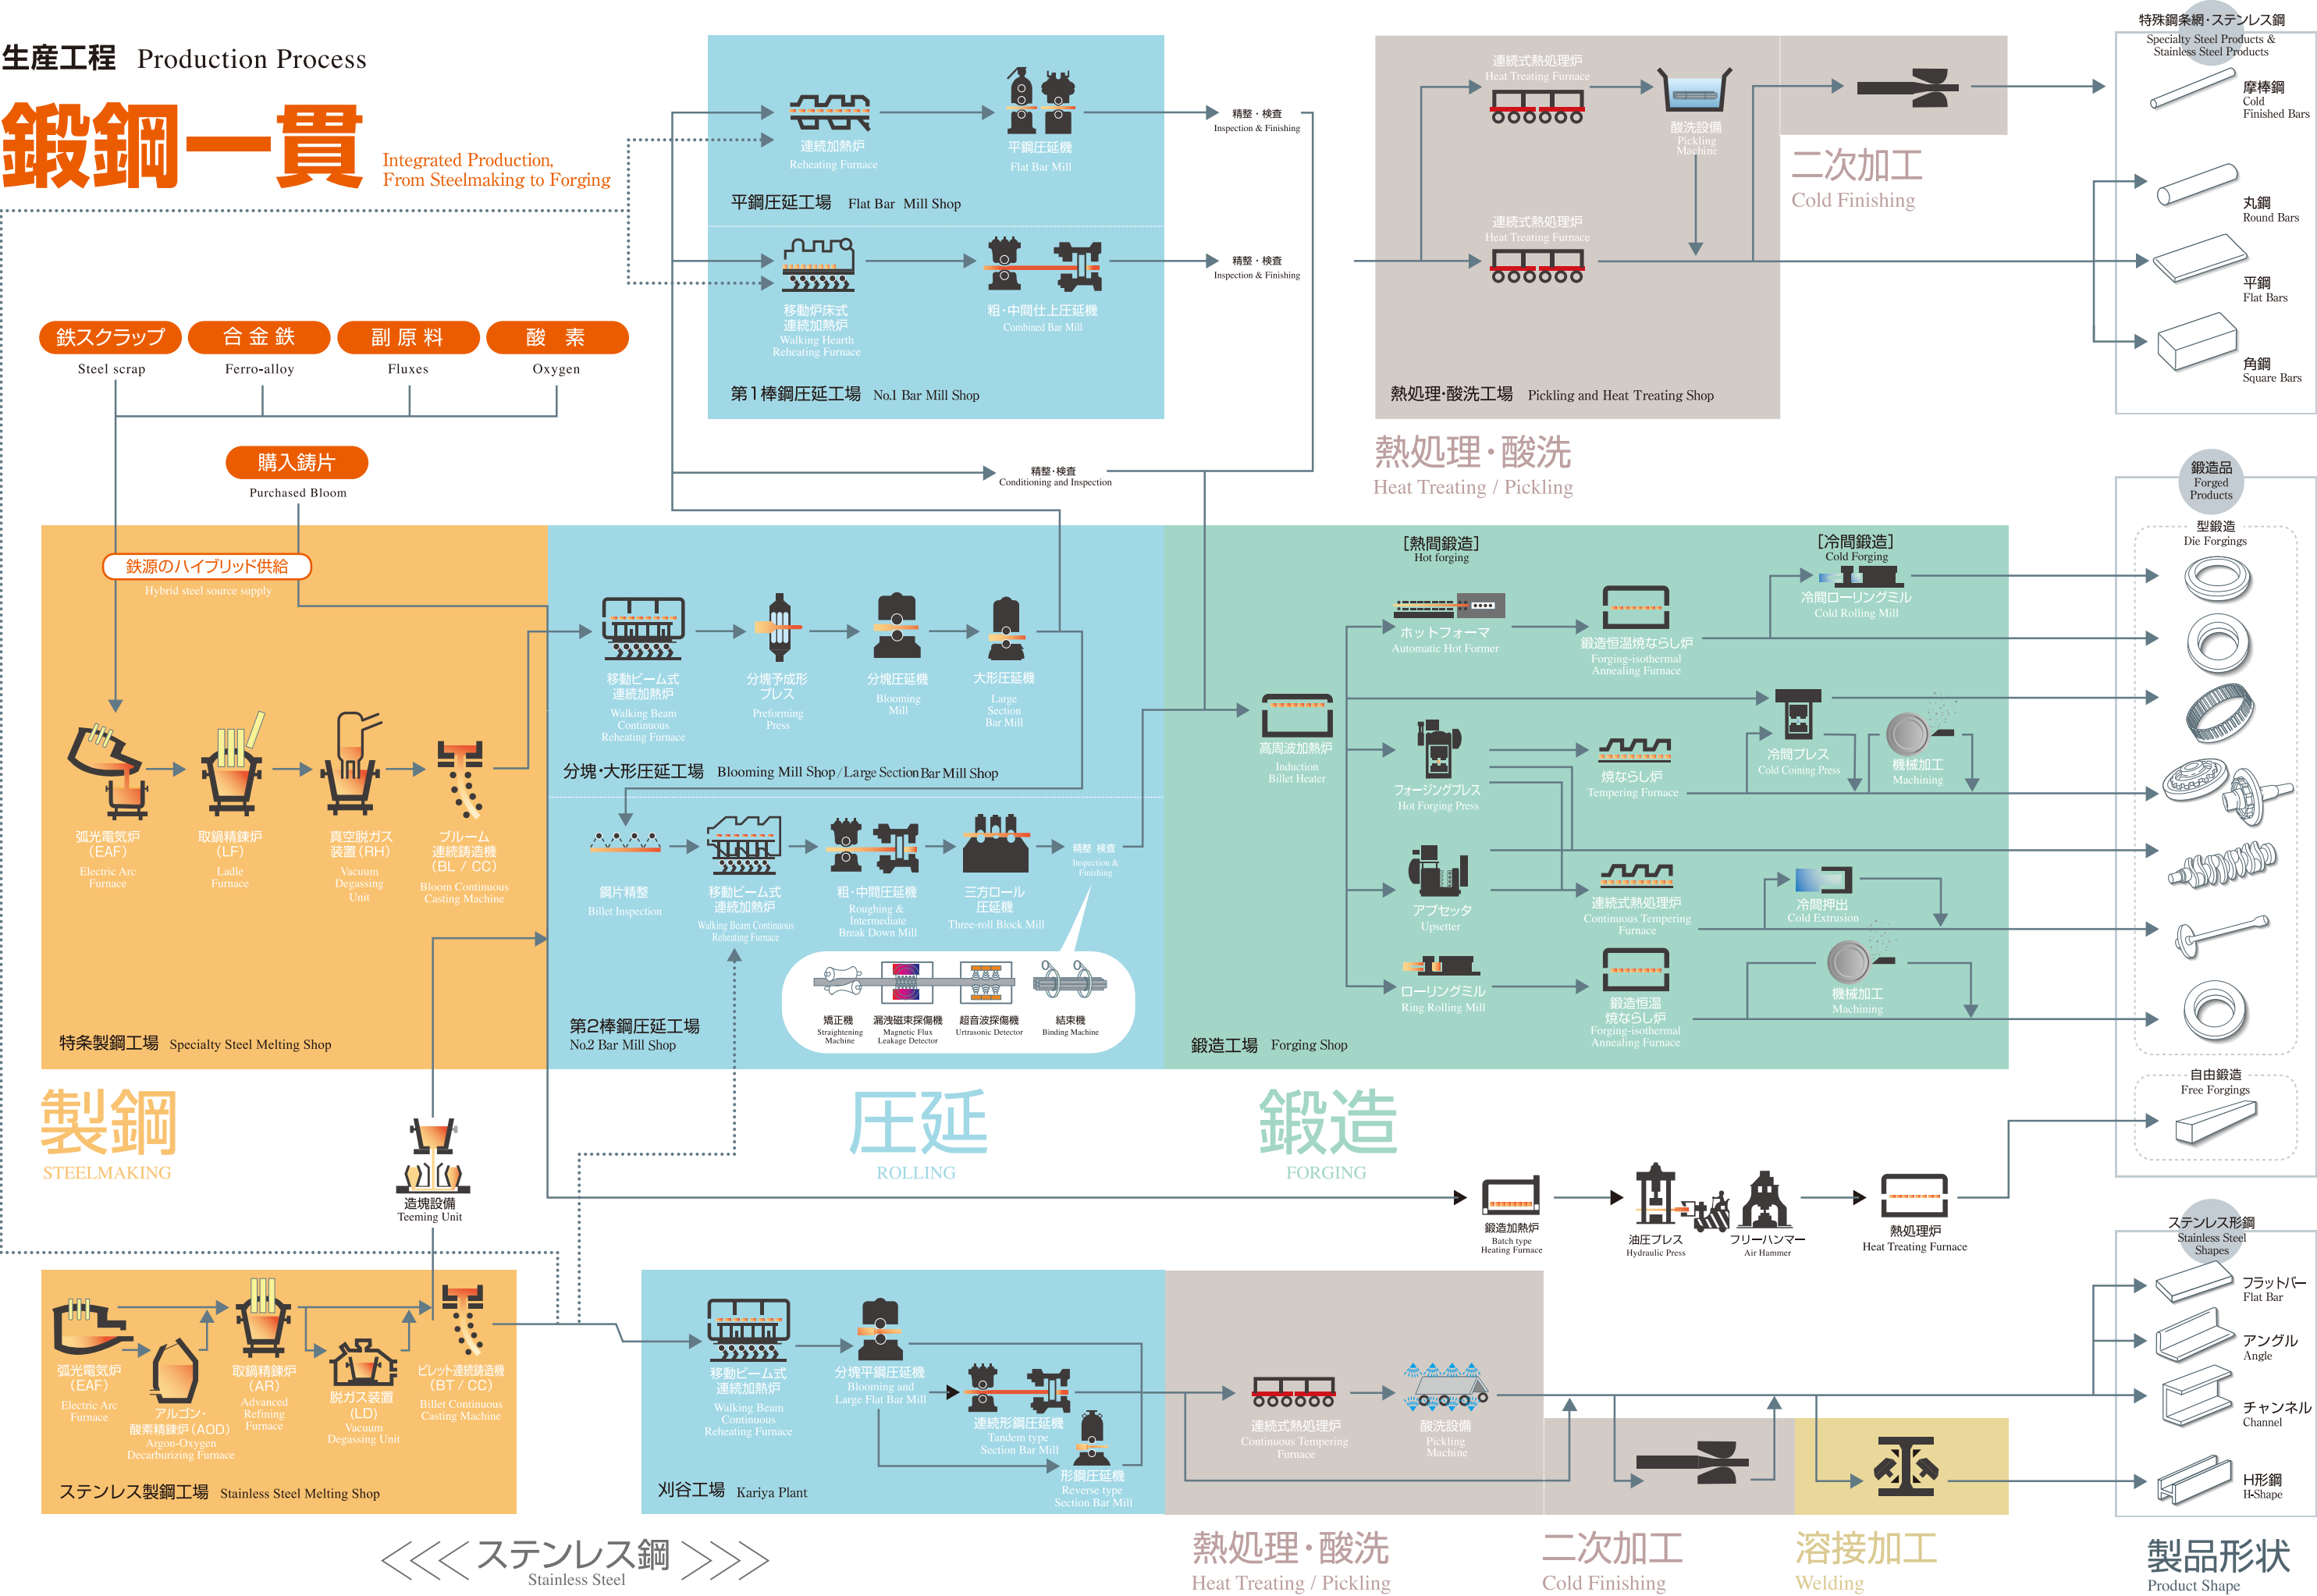 生産工程 Production Process
鍛鋼一貫
Integrated Production,
From Steelmaking to Forging
鉄スクラップ
Steel scrap
合金鉄
Ferro-alloy
副原料
Fluxes
酸 素
Oxygen
購入鋳片
Purchased Bloom
鉄源のハイブリッド供給
Hybrid steel source supply
連続加熱炉
Reheating Furnace
平鋼圧延機
Flat Bar Mill
精整・検査
Inspection & Finishing
平鋼圧延工場 Flat Bar Mill Shop
移動炉床式
連続加熱炉
Walking Hearth
Reheating Furnace
粗・中間仕上圧延機
Combined Bar Mill
精整・検査
Inspection & Finishing
第1棒鋼圧延工場 No.1 Bar Mill Shop
精整・検査
Conditioning and Inspection
連続式熱処理炉
Heat Treating Furnace
酸洗設備
Pickling
Machine
連続式熱処理炉
Heat Treating Furnace
熱処理・酸洗工場 Pickling and Heat Treating Shop
熱処理・酸洗
Heat Treating / Pickling
二次加工
Cold Finishing
特殊鋼条網・ステンレス鋼
Specialty Steel Products &
Stainless Steel Products
摩棒鋼
Cold
Finished Bars
丸鋼
Round Bars
平鋼
Flat Bars
角鋼
Square Bars
弧光電気炉
（EAF）
Electric Arc
Furnace
取鍋精錬炉
（LF）
Ladle
Furnace
真空脱ガス
装置（RH）
Vacuum
Degassing
Unit
ブルーム
連続鋳造機
（BL / CC）
Bloom Continuous
Casting Machine
特条製鋼工場 Specialty Steel Melting Shop
製鋼
STEELMAKING
移動ビーム式
連続加熱炉
Walking Beam
Continuous
Reheating Furnace
分塊予成形
プレス
Preforming
Press
分塊圧延機
Blooming
Mill
大形圧延機
Large
Section
Bar Mill
分塊・大形圧延工場 Blooming Mill Shop/Large Section Bar Mill Shop
鋼片精整
Billet Inspection
移動ビーム式
連続加熱炉
Walking Beam Continuous
Reheating Furnace
粗・中間圧延機
Roughing &
Intermediate
Break Down Mill
三方ロール
圧延機
Three-roll Block Mill
精整 検査
Inspection &
Finishing
矯正機
Straightening
Machine
漏洩磁束探傷機
Magnetic Flux
Leakage Detector
超音波探傷機
Urtrasonic Detector
結束機
Binding Machine
第2棒鋼圧延工場
No.2 Bar Mill Shop
圧延
ROLLING
[熱間鍛造]
Hot forging
[冷間鍛造]
Cold Forging
高周波加熱炉
Induction
Billet Heater
ホットフォーマ
Automatic Hot Former
鍛造恒温焼ならし炉
Forging-isothermal
Annealing Furnace
冷間ローリングミル
Cold Rolling Mill
フォージングプレス
Hot Forging Press
焼ならし炉
Tempering Furnace
冷間プレス
Cold Coining Press
機械加工
Machining
アプセッタ
Upsetter
連続式熱処理炉
Continuous Tempering
Furnace
冷間押出
Cold Extrusion
ローリングミル
Ring Rolling Mill
鍛造恒温
焼ならし炉
Forging-isothermal
Annealing Furnace
機械加工
Machining
鍛造工場 Forging Shop
鍛造
FORGING
鍛造品
Forged
Products
型鍛造
Die Forgings
自由鍛造
Free Forgings
造塊設備
Teeming Unit
鍛造加熱炉
Batch type
Heating Furnace
油圧プレス
Hydraulic Press
フリーハンマー
Air Hammer
熱処理炉
Heat Treating Furnace
弧光電気炉
（EAF）
Electric Arc
Furnace
アルゴン・
酸素精錬炉（AOD）
Argon-Oxygen
Decarburizing Furnace
取鍋精錬炉
（AR）
Advanced
Refining
Furnace
脱ガス装置
（LD）
Vacuum
Degassing Unit
ビレット連続鋳造機
（BT / CC）
Billet Continuous
Casting Machine
ステンレス製鋼工場 Stainless Steel Melting Shop
移動ビーム式
連続加熱炉
Walking Beam
Continuous
Reheating Furnace
分塊平鋼圧延機
Blooming and
Large Flat Bar Mill
連続形鋼圧延機
Tandem type
Section Bar Mill
形鋼圧延機
Reverse type
Section Bar Mill
刈谷工場 Kariya Plant
連続式熱処理炉
Continuous Tempering
Furnace
酸洗設備
Pickling
Machine
ステンレス形鋼
Stainless Steel
Shapes
フラットバー
Flat Bar
アングル
Angle
チャンネル
Channel
H形鋼
H-Shape
ステンレス鋼
Stainless Steel
熱処理・酸洗
Heat Treating / Pickling
二次加工
Cold Finishing
溶接加工
Welding
製品形状
Product Shape